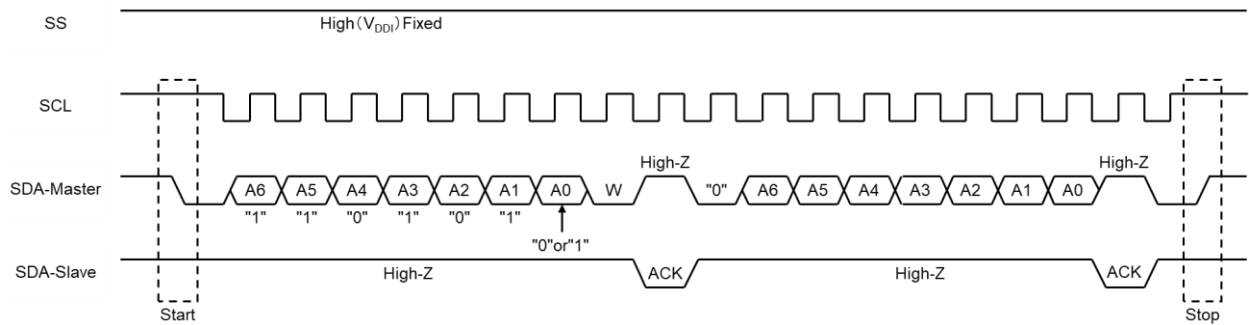 SS High(VDDI)Fixed
SCL
High-Z High-Z
SDA-Master A6 A5 A4 A3 A2 A1 A0 W "0" A6 A5 A4 A3 A2 A1 A0
"1" "1" "0" "1" "0" "1"
"0"or"1"
SDA-Slave High-Z ACK High-Z ACK
Start Stop